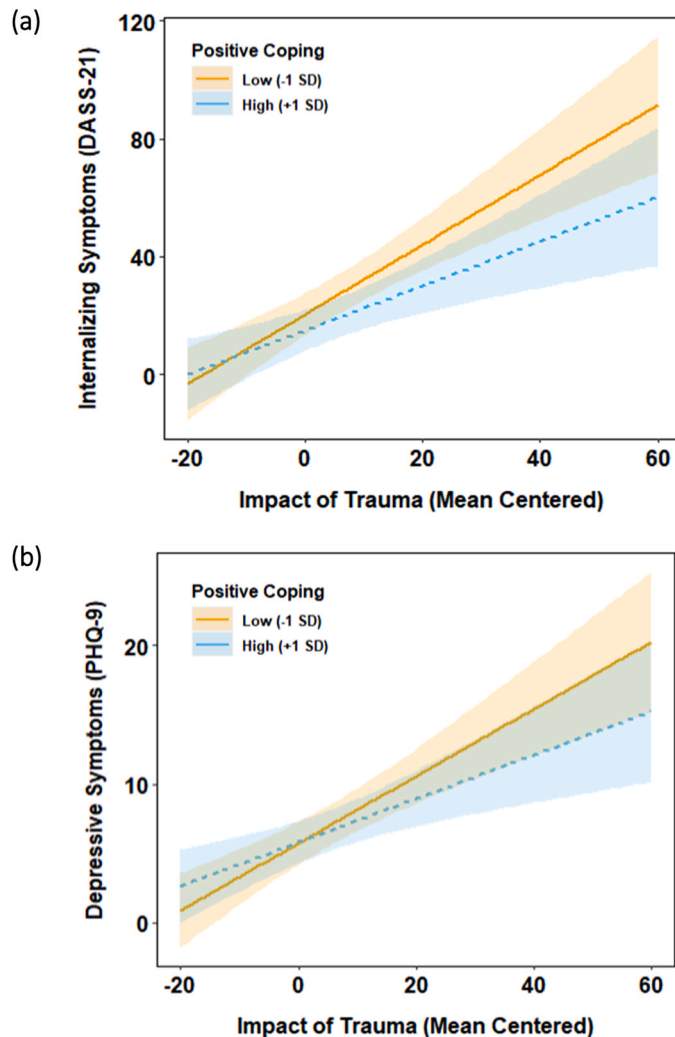 (a)
Internalizing Symptoms (DASS-21)
120
80
40
0
Positive Coping
Low (-1 SD)
High (+1 SD)
-20 0 20 40 60
Impact of Trauma (Mean Centered)
(b)
Depressive Symptoms (PHQ-9)
20
10
0
Positive Coping
Low (-1 SD)
High (+1 SD)
-20 0 20 40 60
Impact of Trauma (Mean Centered)